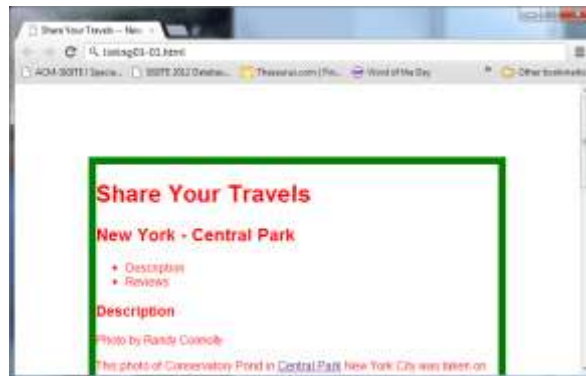 Share Your Travels -- New
listing03-03.html
Other bookmarks
Thesaurus.com | Fre...
Word of the Day
Share Your Travels
New York - Central Park
Description
Reviews
Description
Photo by Randy Connolly
This photo of Conservatory Pond in Central Park New York City was taken on